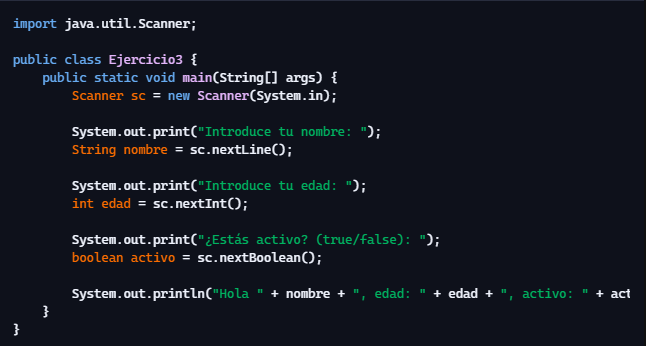 import java.util.Scanner;
public class Ejercicio3 {
public static void main(String[] args) {
Scanner sc = new Scanner(System.in);
System.out.print("Introduce tu nombre: ");
String nombre = sc.nextLine();
System.out.print("Introduce tu edad: ");
int edad = sc.nextInt();
System.out.print("¿Estás activo? (true/false): ");
boolean activo = sc.nextBoolean();
System.out.println("Hola " + nombre + ", edad: " + edad + ", activo: " + act
}
}